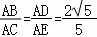 AB/AC = AD/AE = 2√5/5